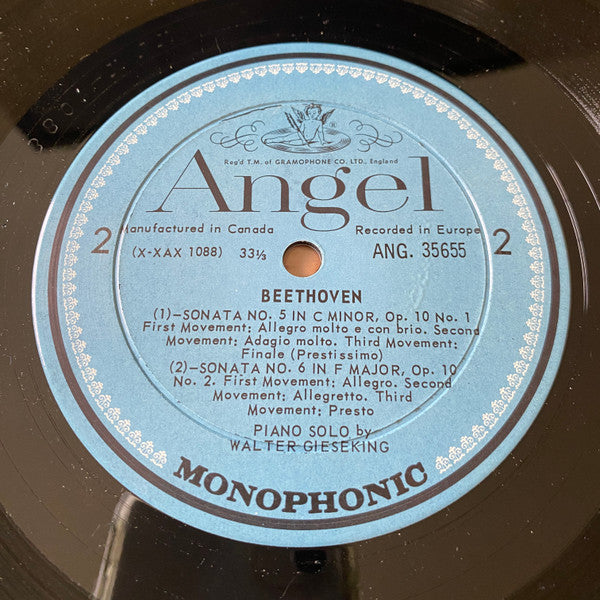 Reg'd T.M. of GRAMOPHONE CO. LTD., England
Angel
Manufactured in Canada Recorded in Europe
2 (X-XAX 1088) 33⅓ ANG. 35655 2
BEETHOVEN
(1)—SONATA NO. 5 IN C MINOR, Op. 10 No. 1
First Movement: Allegro molto e con brio. Second
Movement: Adagio molto. Third Movement:
Finale (Prestissimo)
(2)—SONATA NO. 6 IN F MAJOR, Op. 10
No. 2. First Movement: Allegro. Second
Movement: Allegretto. Third
Movement: Presto
PIANO SOLO by
WALTER GIESEKING
MONOPHONIC